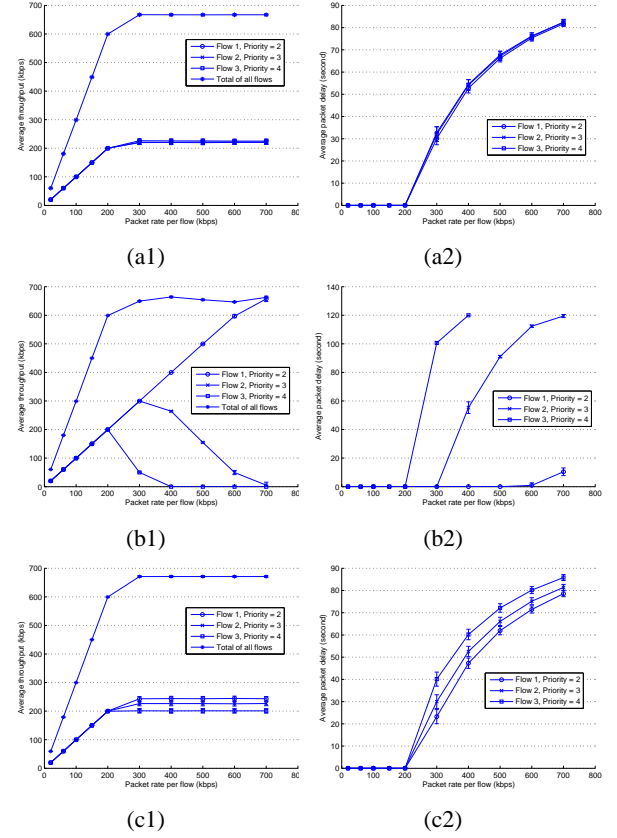 700
600
500
400
300
200
100
0
Average throughput (kbps)
Flow 1, Priority = 2
Flow 2, Priority = 3
Flow 3, Priority = 4
Total of all flows
0 100 200 300 400 500 600 700 80
Packet rate per flow (kbps)
(a1)
90
80
70
60
50
40
30
20
10
0
Average packet delay (second)
Flow 1, Priority = 2
Flow 2, Priority = 3
Flow 3, Priority = 4
0 100 200 300 400 500 600 700 800
Packet rate per flow (kbps)
(a2)
700
600
500
400
300
200
100
0
Average throughput (kbps)
Flow 1, Priority = 2
Flow 2, Priority = 3
Flow 3, Priority = 4
Total of all flows
0 100 200 300 400 500 600 700 80
Packet rate per flow (kbps)
(b1)
140
120
100
80
60
40
20
0
Average packet delay (second)
Flow 1, Priority = 2
Flow 2, Priority = 3
Flow 3, Priority = 4
0 100 200 300 400 500 600 700 800
Packet rate per flow (kbps)
(b2)
700
600
500
400
300
200
100
0
Average throughput (kbps)
Flow 1, Priority = 2
Flow 2, Priority = 3
Flow 3, Priority = 4
Total of all flows
0 100 200 300 400 500 600 700 80
Packet rate per flow (kbps)
(c1)
90
80
70
60
50
40
30
20
10
0
Average packet delay (second)
Flow 1, Priority = 2
Flow 2, Priority = 3
Flow 3, Priority = 4
0 100 200 300 400 500 600 700 800
Packet rate per flow (kbps)
(c2)